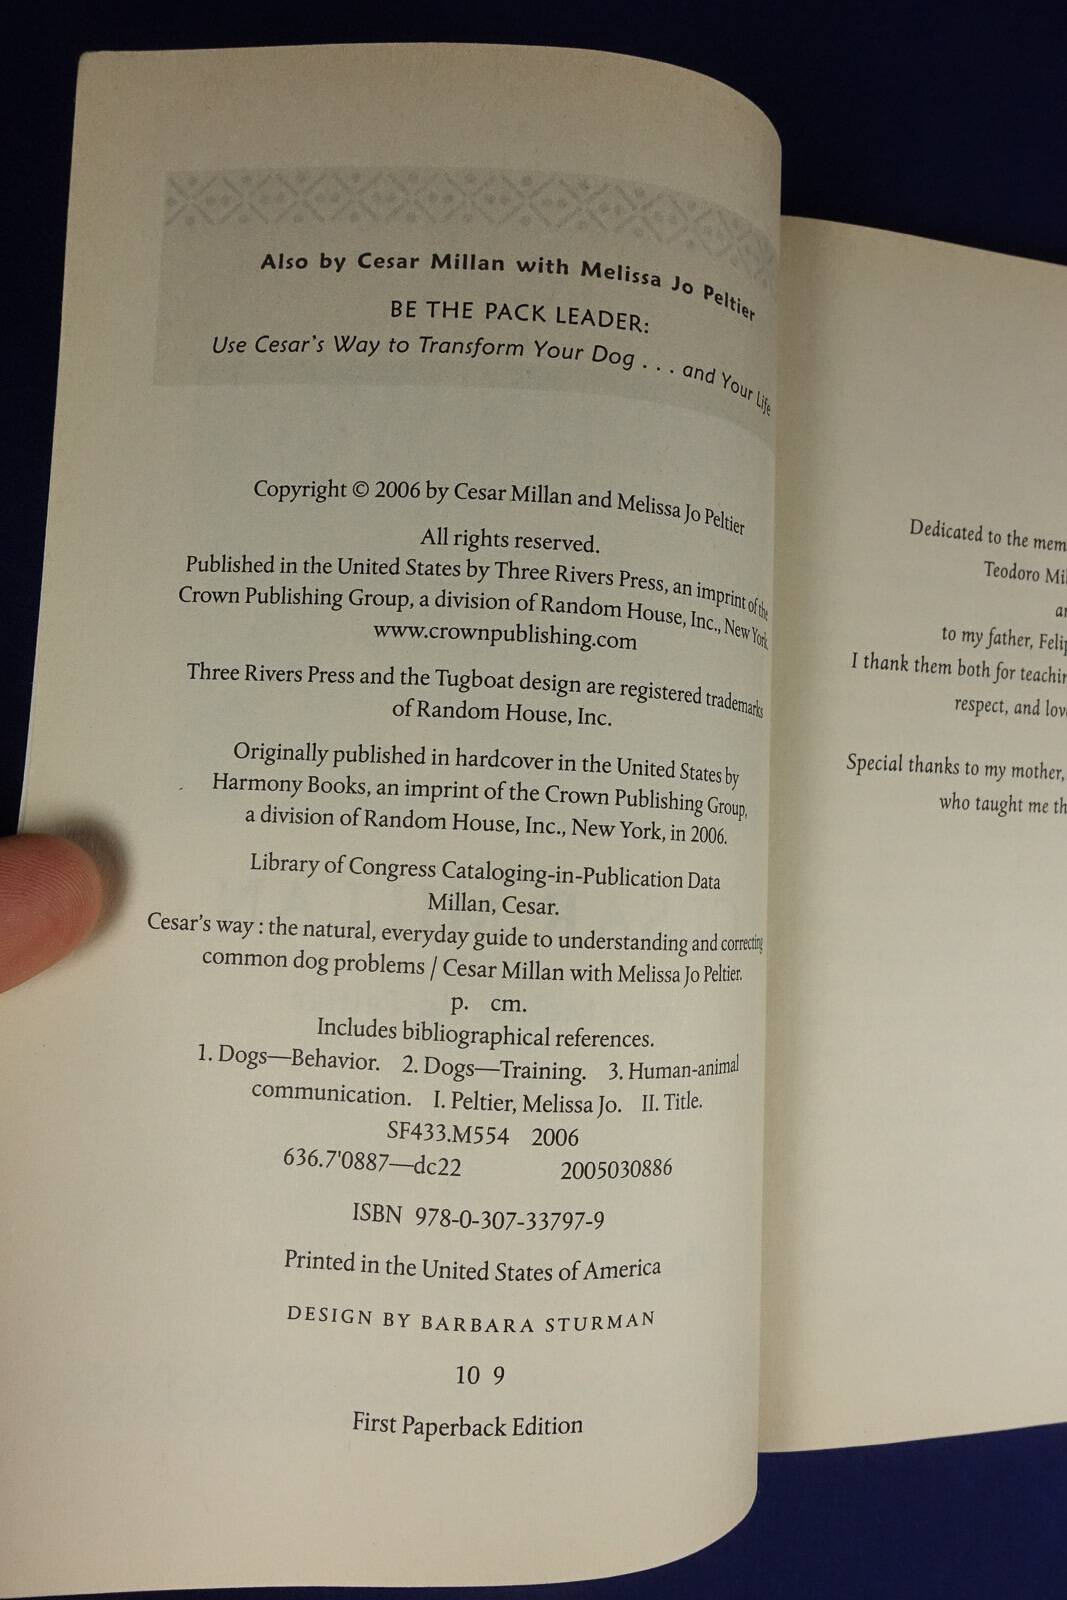 Also by Cesar Millan with Melissa Jo Peltier
BE THE PACK LEADER:
Use Cesar's Way to Transform Your Dog . . . and Your Life
Copyright © 2006 by Cesar Millan and Melissa Jo Peltier
All rights reserved.
Published in the United States by Three Rivers Press, an imprint of the
Crown Publishing Group, a division of Random House, Inc., New York.
www.crownpublishing.com
Three Rivers Press and the Tugboat design are registered trademarks
of Random House, Inc.
Originally published in hardcover in the United States by
Harmony Books, an imprint of the Crown Publishing Group,
a division of Random House, Inc., New York, in 2006.
Library of Congress Cataloging-in-Publication Data
Millan, Cesar.
Cesar's way : the natural, everyday guide to understanding and correcting
common dog problems / Cesar Millan with Melissa Jo Peltier.
p. cm.
Includes bibliographical references.
1. Dogs—Behavior. 2. Dogs—Training. 3. Human-animal
communication. I. Peltier, Melissa Jo. II. Title.
SF433.M554 2006
636.7'0887—dc22 2005030886
ISBN 978-0-307-33797-9
Printed in the United States of America
DESIGN BY BARBARA STURMAN
10 9
First Paperback Edition
Dedicated to the mem
Teodoro Mil
to my father, Felip
I thank them both for teachin
respect, and lov
Special thanks to my mother,
who taught me th